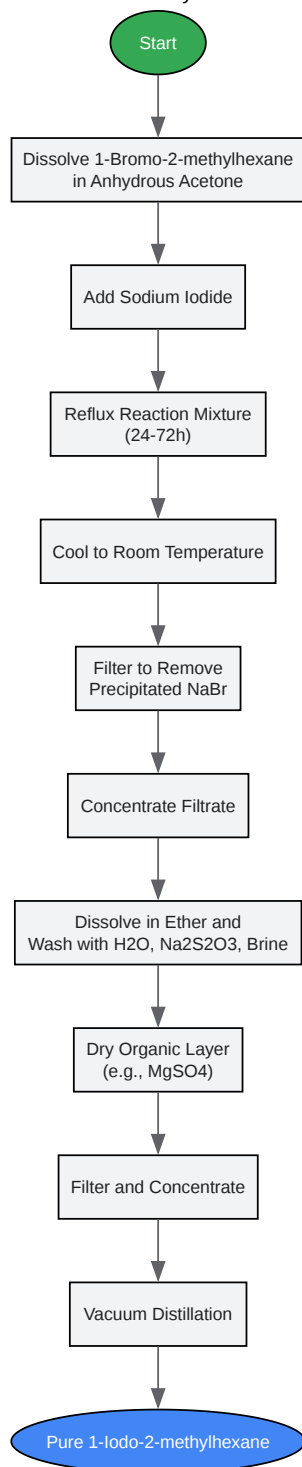 Start
Dissolve 1-Bromo-2-methylhexane
in Anhydrous Acetone
Add Sodium Iodide
Reflux Reaction Mixture
(24-72h)
Cool to Room Temperature
Filter to Remove
Precipitated NaBr
Concentrate Filtrate
Dissolve in Ether and
Wash with H2O, Na2S2O3, Brine
Dry Organic Layer
(e.g., MgSO4)
Filter and Concentrate
Vacuum Distillation
Pure 1-Iodo-2-methylhexane